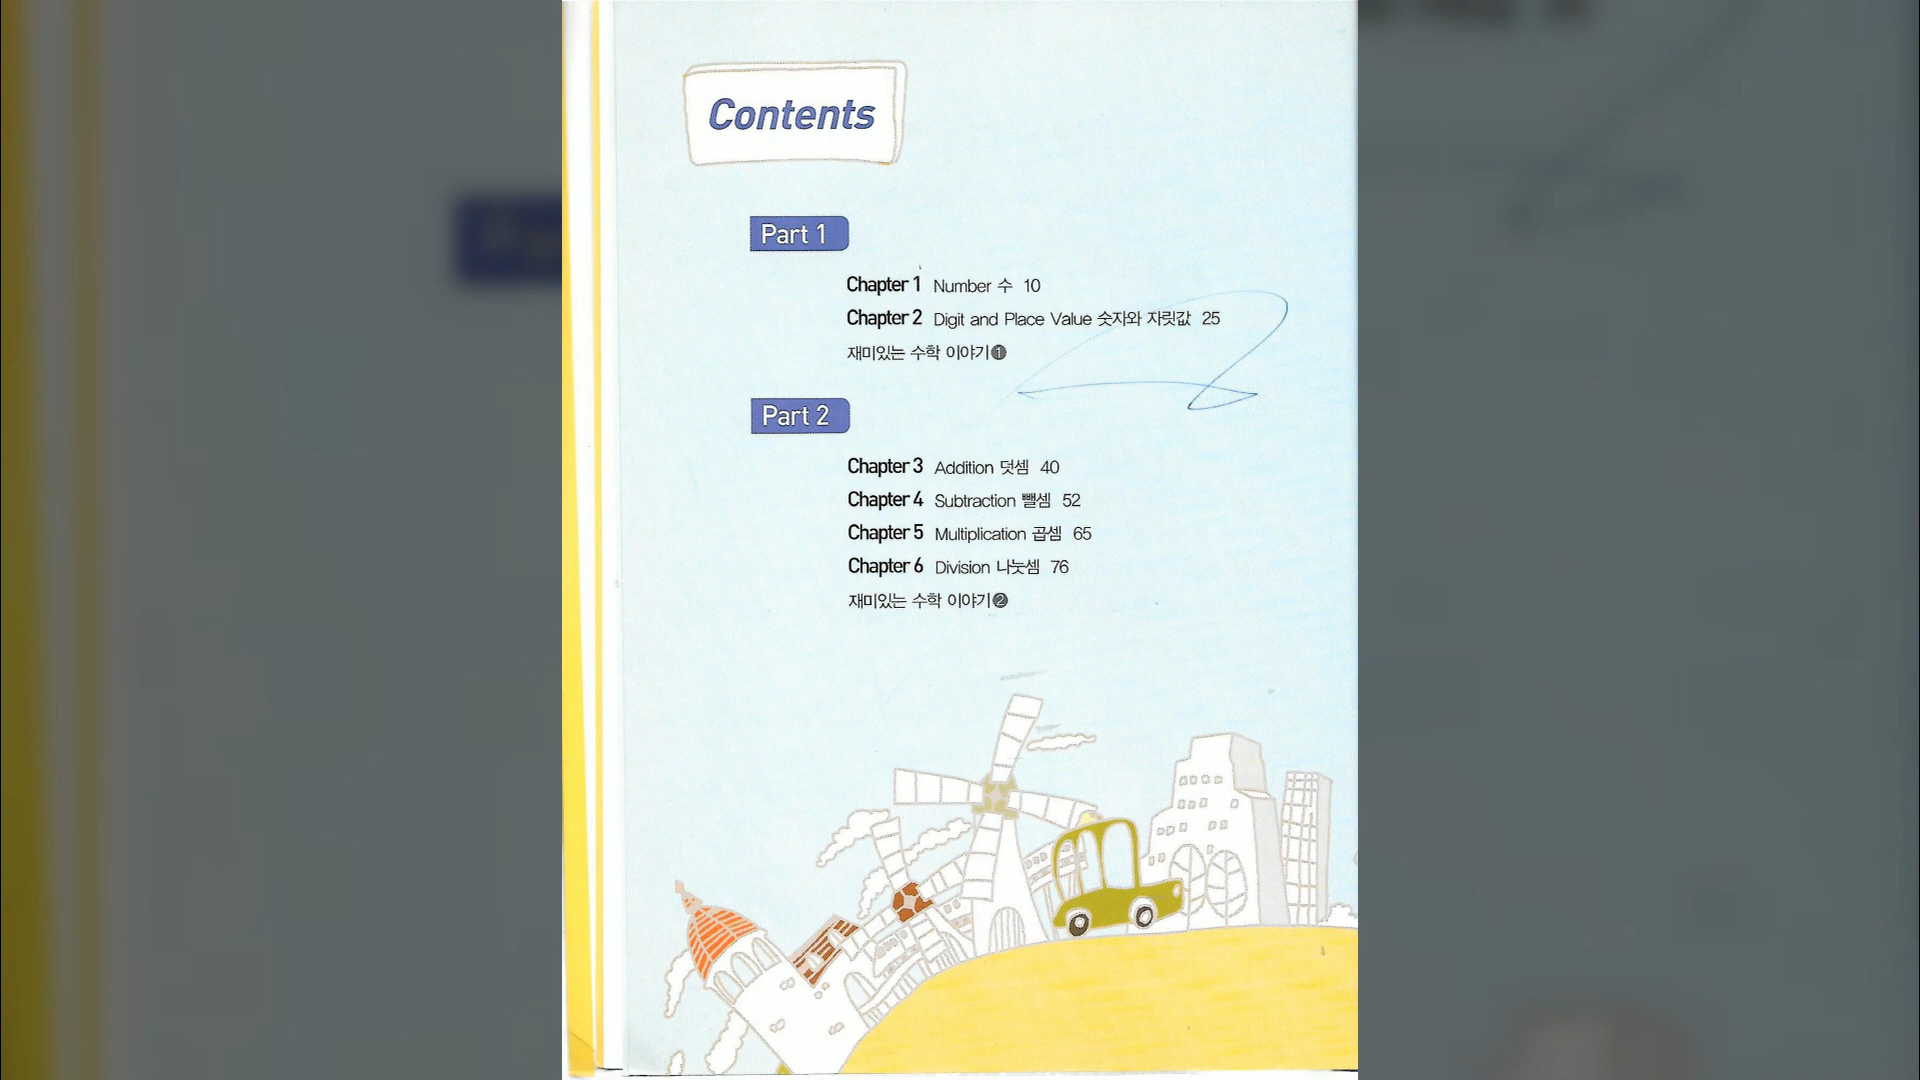 Contents
Part 1
Chapter 1 Number 수 10
Chapter 2 Digit and Place Value 숫자와 자릿값 25
재미있는 수학 이야기❶
Part 2
Chapter 3 Addition 덧셈 40
Chapter 4 Subtraction 뺄셈 52
Chapter 5 Multiplication 곱셈 65
Chapter 6 Division 나눗셈 76
재미있는 수학 이야기❷